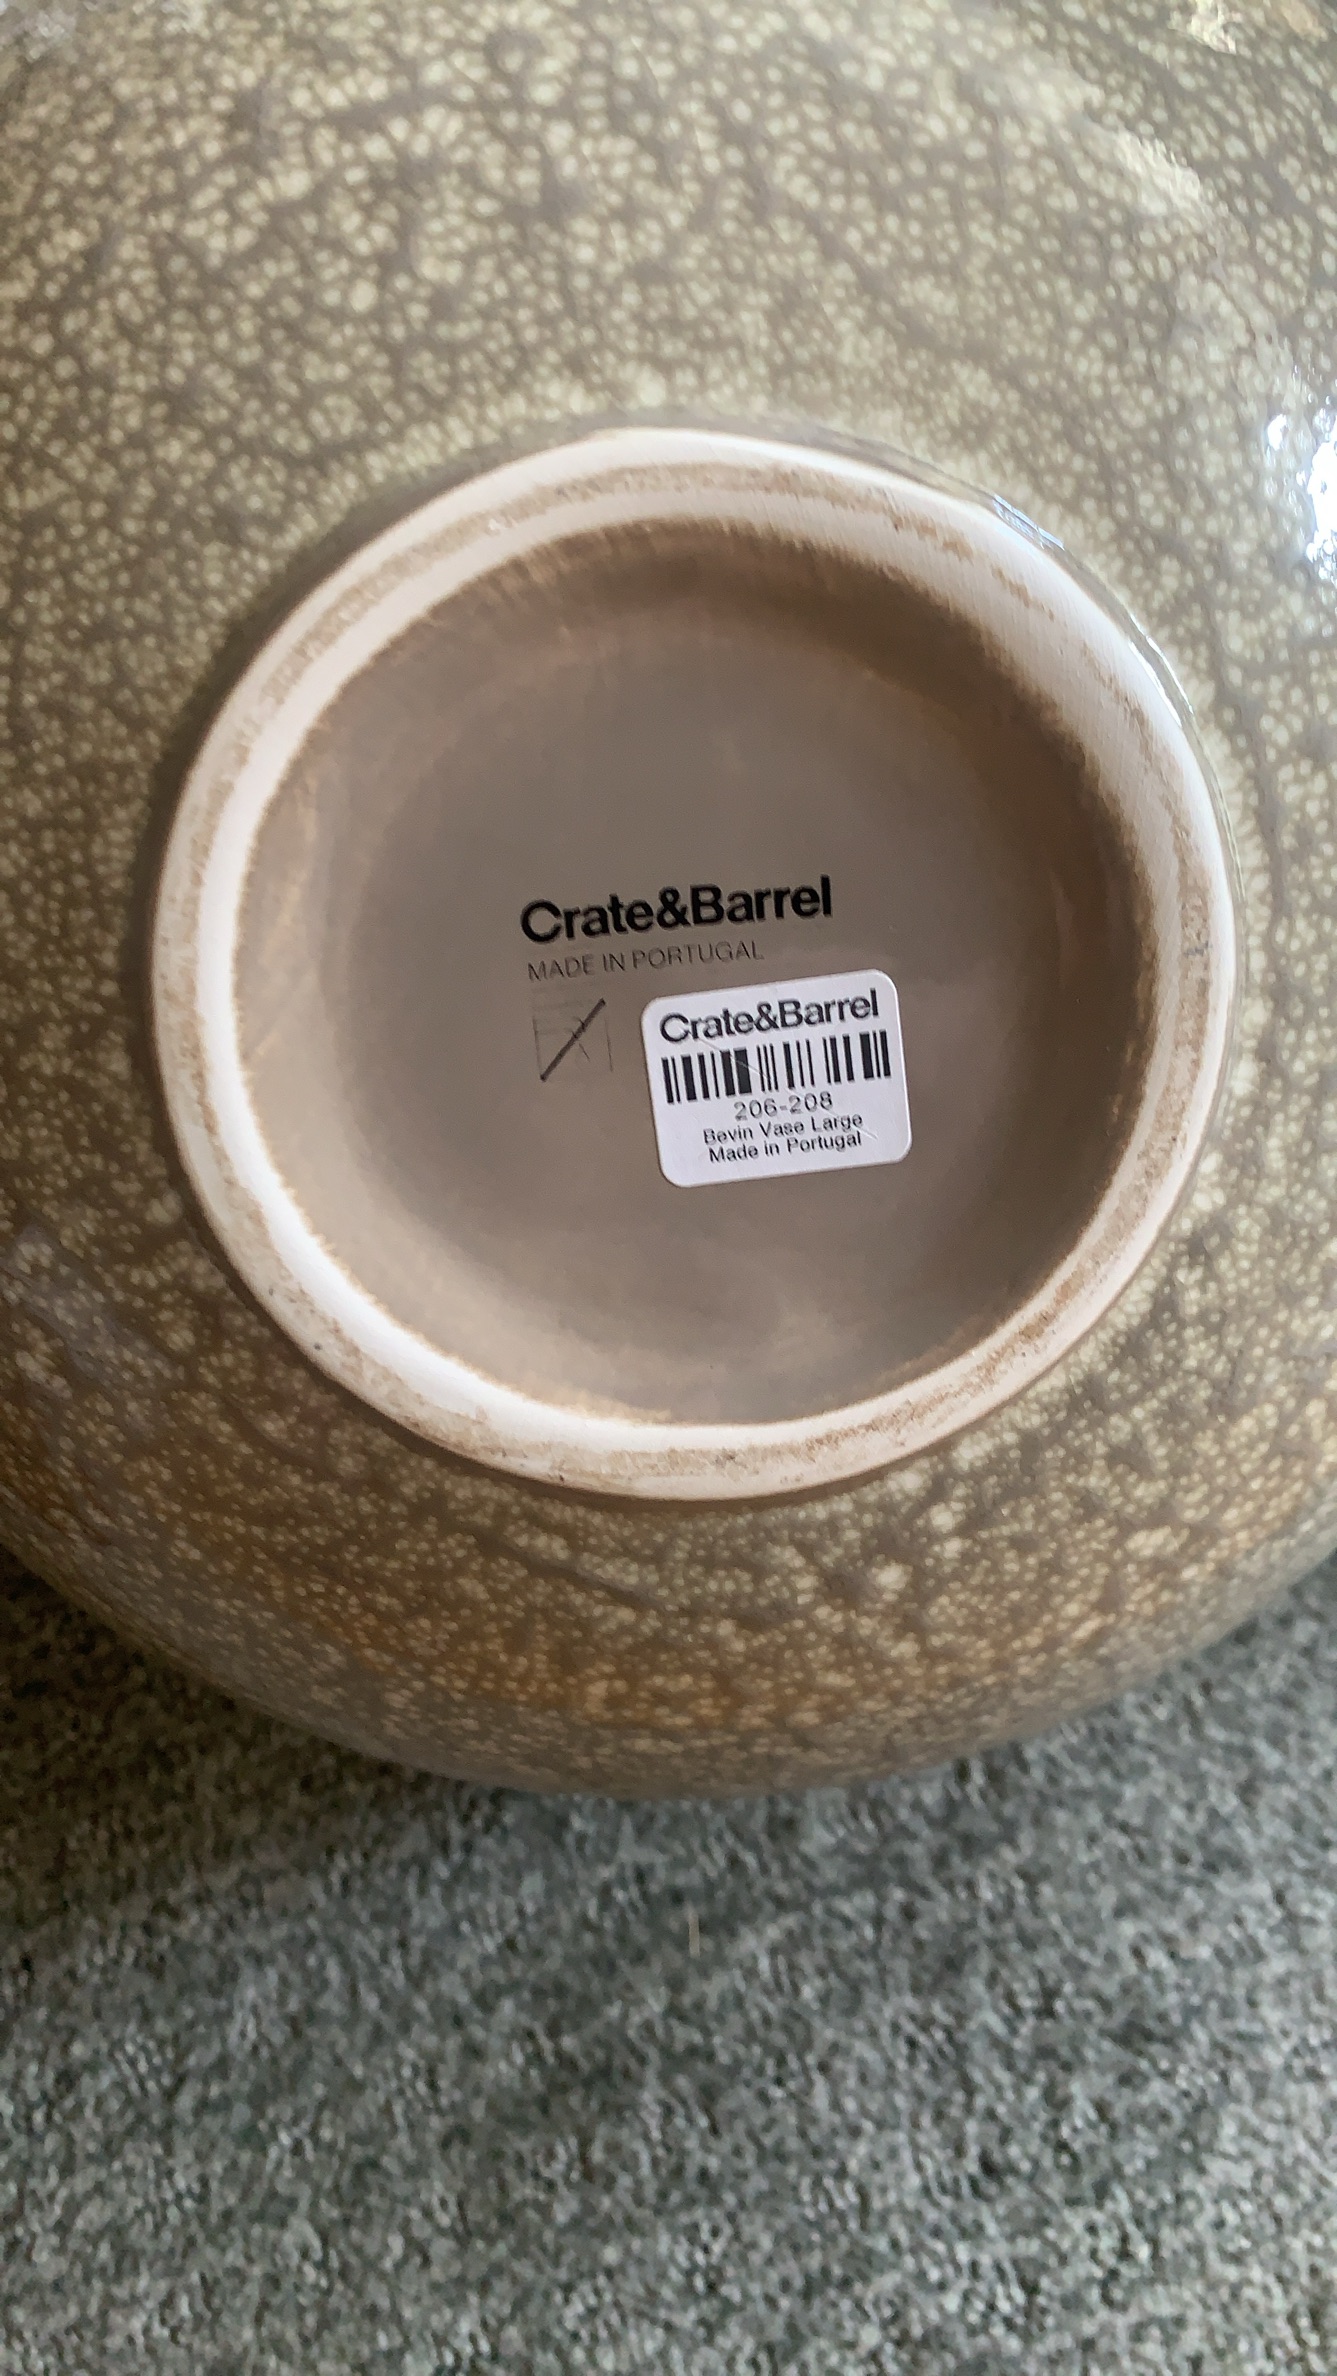 Crate&Barrel
MADE IN PORTUGAL
Crate&Barrel
206-208
Bevin Vase Large
Made in Portugal